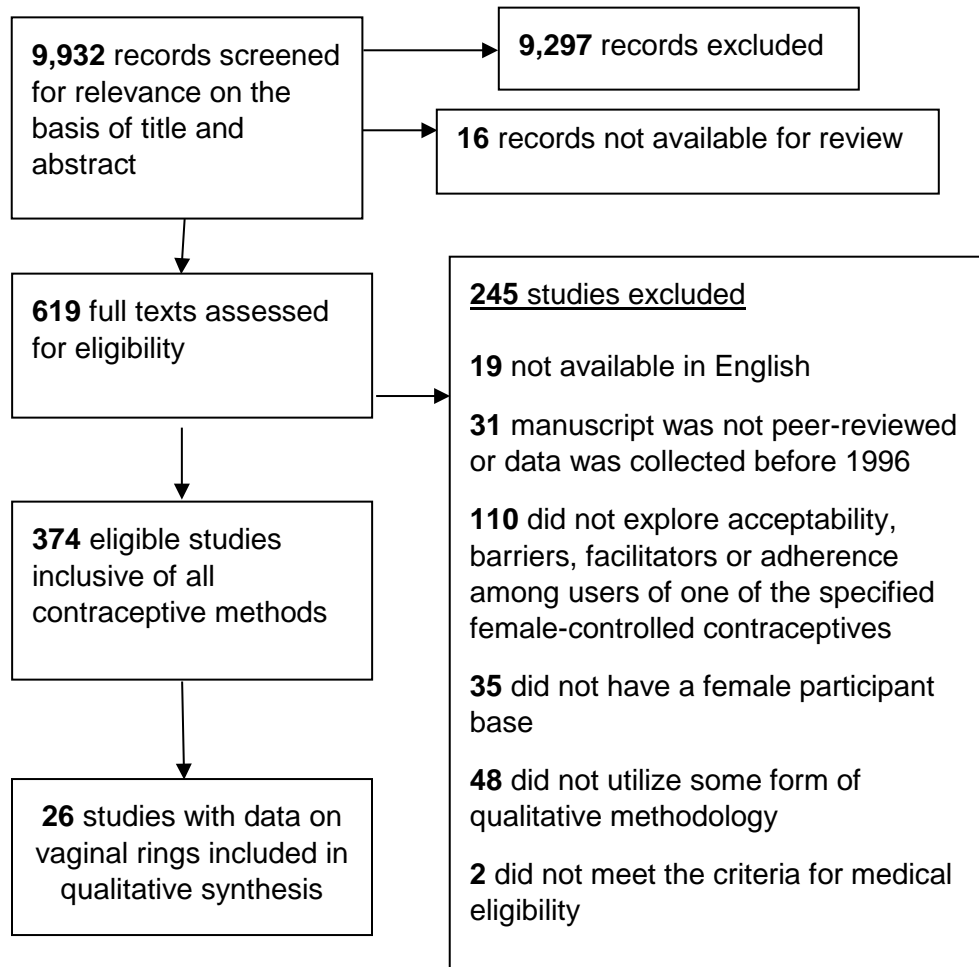 9,932 records screened
for relevance on the
basis of title and
abstract
9,297 records excluded
16 records not available for review
619 full texts assessed
for eligibility
245 studies excluded
19 not available in English
31 manuscript was not peer-reviewed
or data was collected before 1996
110 did not explore acceptability,
barriers, facilitators or adherence
among users of one of the specified
female-controlled contraceptives
35 did not have a female participant
base
48 did not utilize some form of
qualitative methodology
2 did not meet the criteria for medical
eligibility
374 eligible studies
inclusive of all
contraceptive methods
26 studies with data on
vaginal rings included in
qualitative synthesis